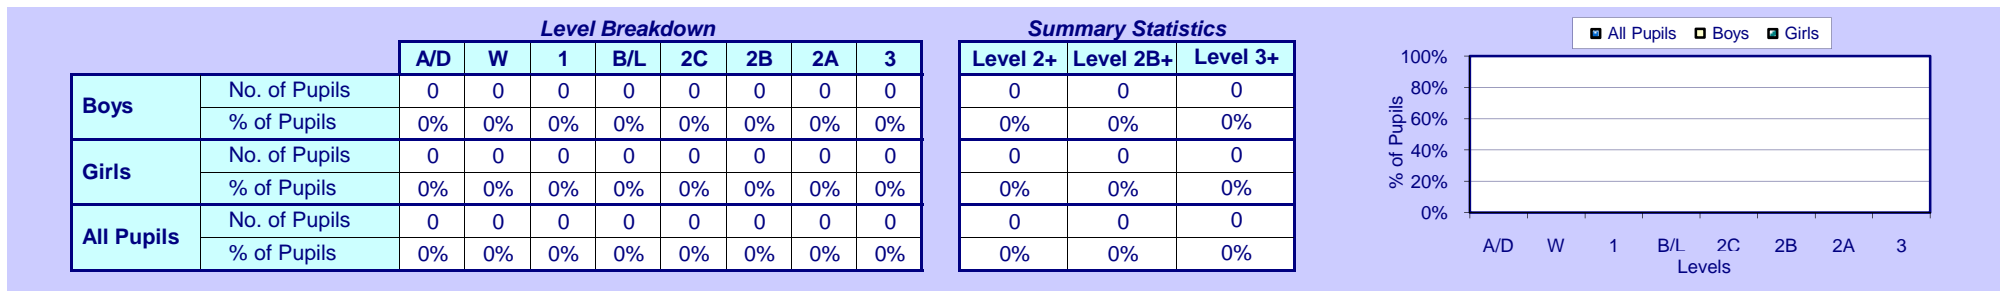 Level Breakdown
A/D W 1 B/L 2C 2B 2A 3
Boys
No. of Pupils 0 0 0 0 0 0 0 0
% of Pupils 0% 0% 0% 0% 0% 0% 0% 0%
Girls
No. of Pupils 0 0 0 0 0 0 0 0
% of Pupils 0% 0% 0% 0% 0% 0% 0% 0%
All Pupils
No. of Pupils 0 0 0 0 0 0 0 0
% of Pupils 0% 0% 0% 0% 0% 0% 0% 0%
Summary Statistics
Level 2+ Level 2B+ Level 3+
0 0 0
0% 0% 0%
0 0 0
0% 0% 0%
0 0 0
0% 0% 0%
All Pupils Boys Girls
% of Pupils
100%
80%
60%
40%
20%
0%
A/D W 1 B/L 2C 2B 2A 3
Levels